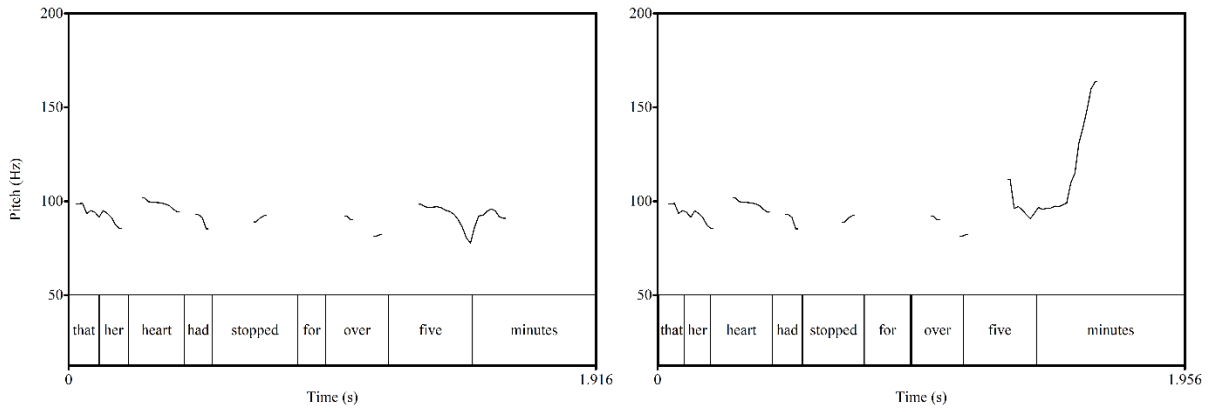 200
150
100
50
Pitch (Hz)
that her heart had stopped for over five minutes
0
1.916
Time (s)
200
150
100
50
that her heart had stopped for over five minutes
0
1.956
Time (s)